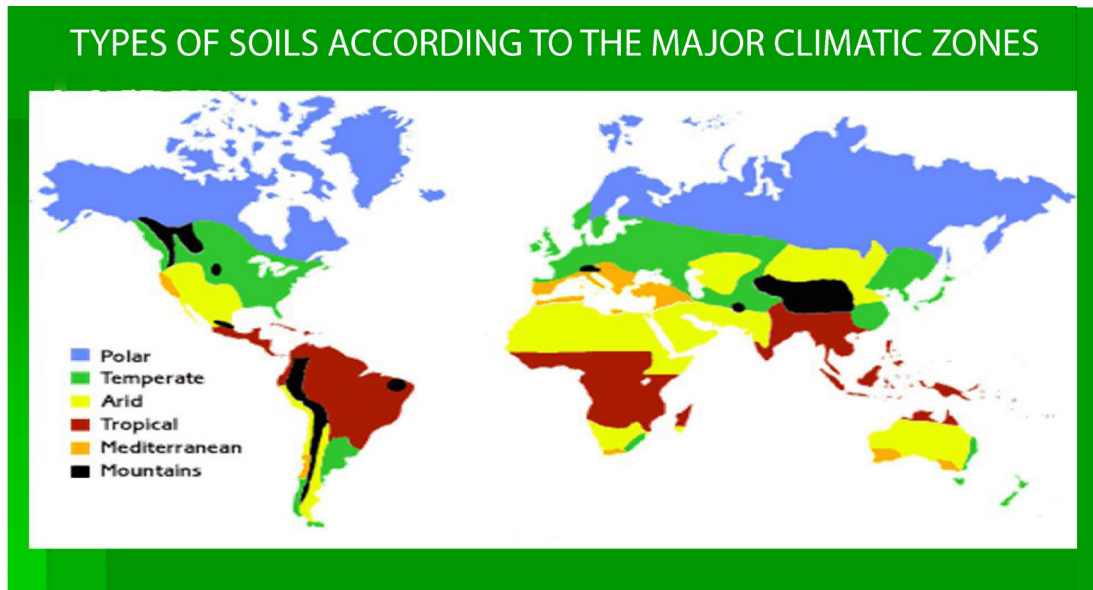 TYPES OF SOILS ACCORDING TO THE MAJOR CLIMATIC ZONES
Polar
Temperate
Arid
Tropical
Mediterranean
Mountains